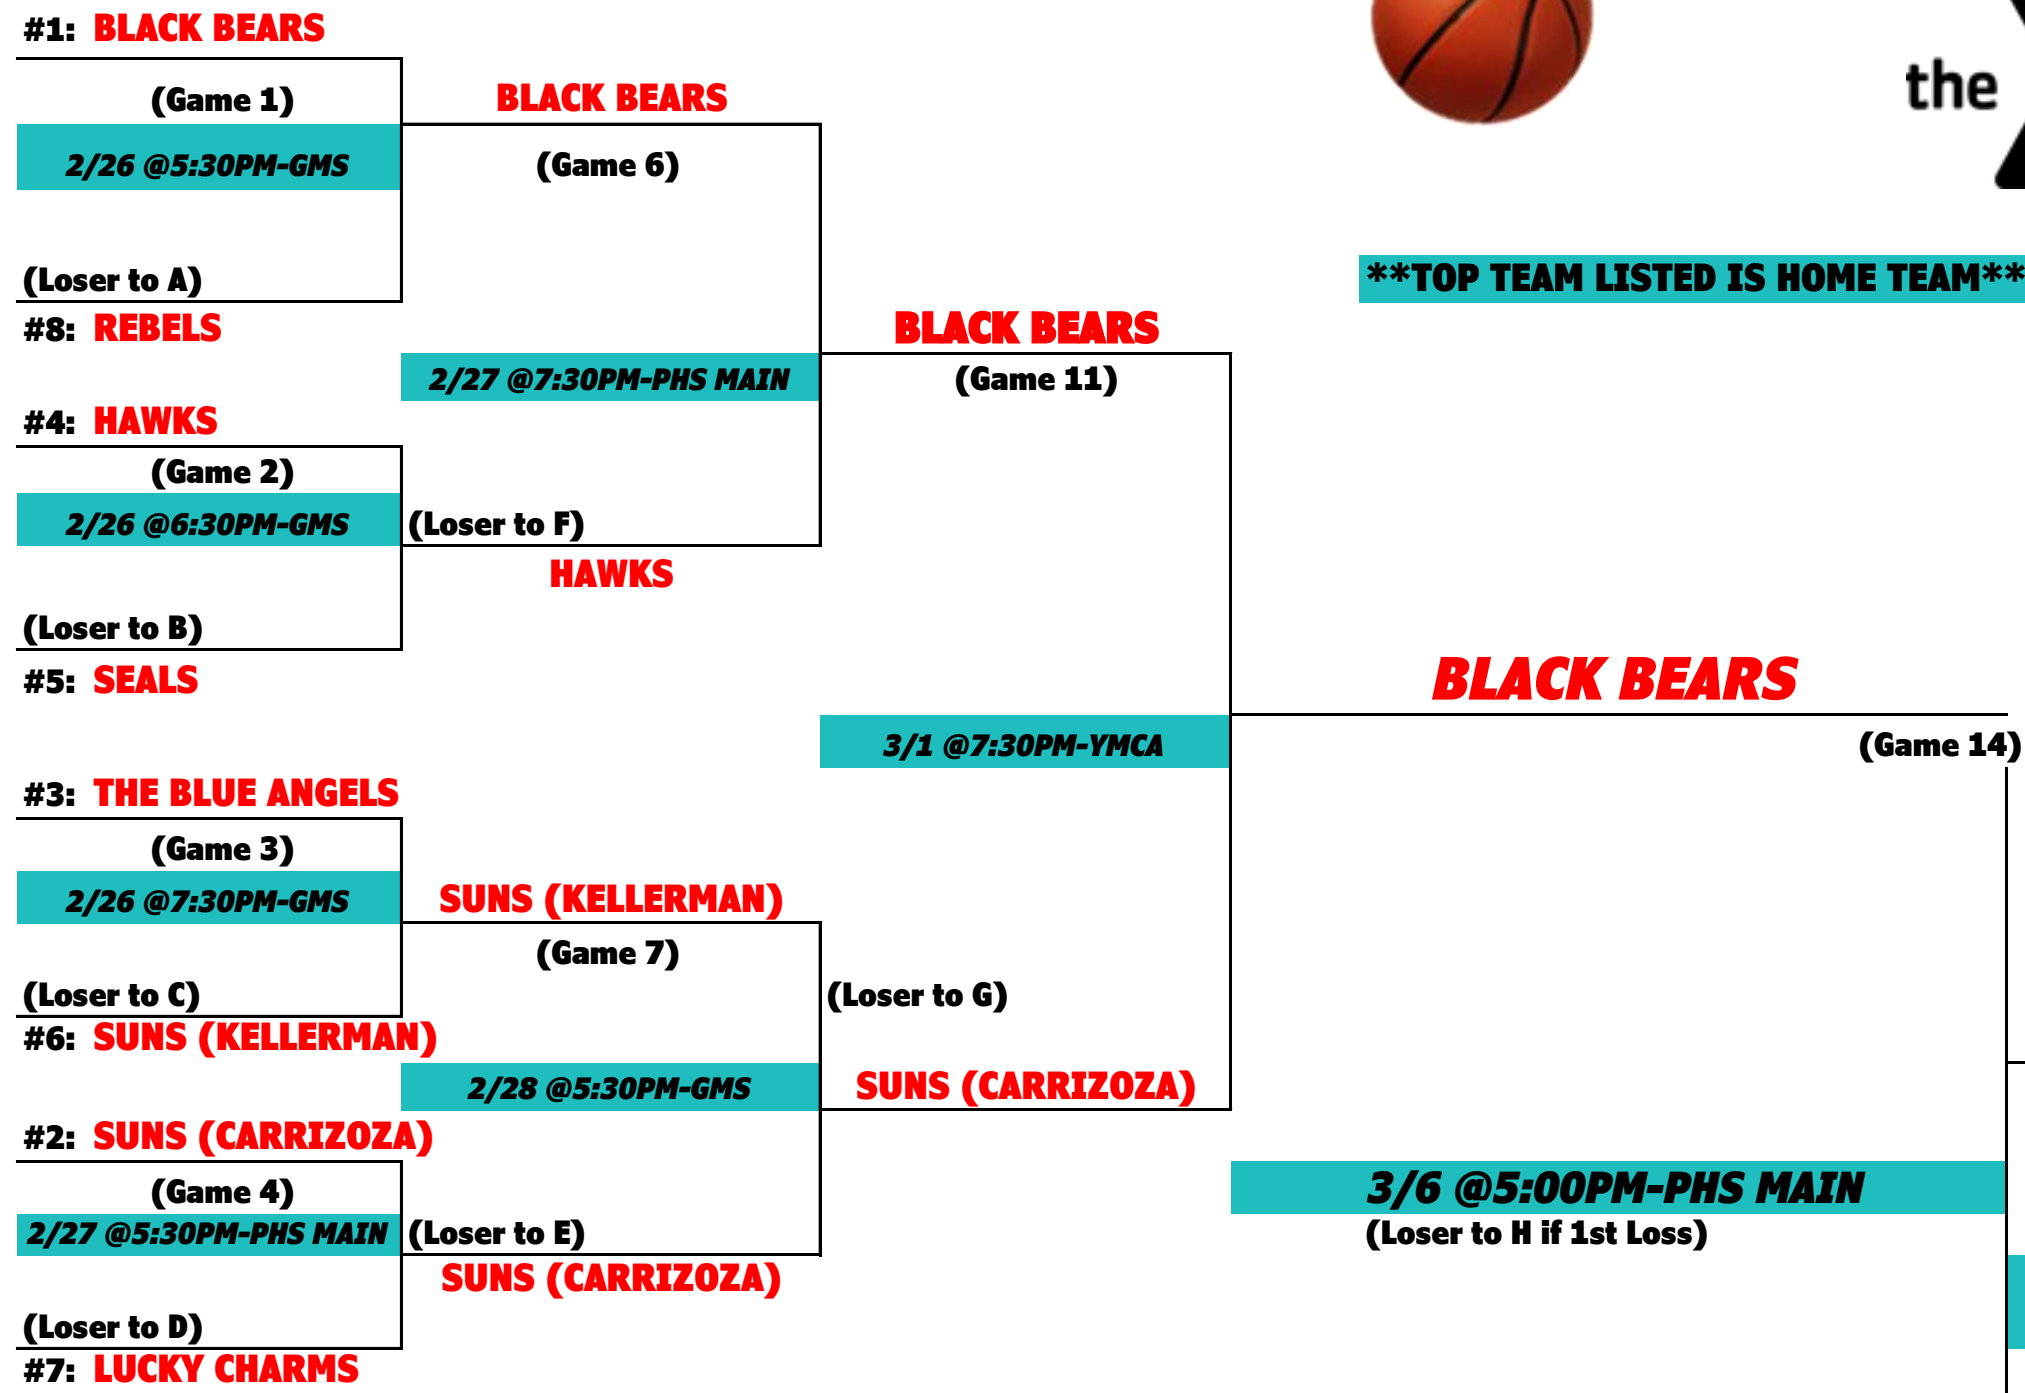 #1: BLACK BEARS
(Game 1)
BLACK BEARS
the
2/26 @5:30PM-GMS
(Game 6)
(Loser to A)
**TOP TEAM LISTED IS HOME TEAM**
#8: REBELS
BLACK BEARS
2/27 @7:30PM-PHS MAIN
(Game 11)
#4: HAWKS
(Game 2)
2/26 @6:30PM-GMS
(Loser to F)
HAWKS
(Loser to B)
#5: SEALS
BLACK BEARS
3/1 @7:30PM-YMCA
(Game 14)
#3: THE BLUE ANGELS
(Game 3)
2/26 @7:30PM-GMS
SUNS (KELLERMAN)
(Game 7)
(Loser to C)
(Loser to G)
#6: SUNS (KELLERMAN)
2/28 @5:30PM-GMS
SUNS (CARRIZOZA)
#2: SUNS (CARRIZOZA)
(Game 4)
3/6 @5:00PM-PHS MAIN
2/27 @5:30PM-PHS MAIN
(Loser to E)
(Loser to H if 1st Loss)
SUNS (CARRIZOZA)
(Loser to D)
#7: LUCKY CHARMS